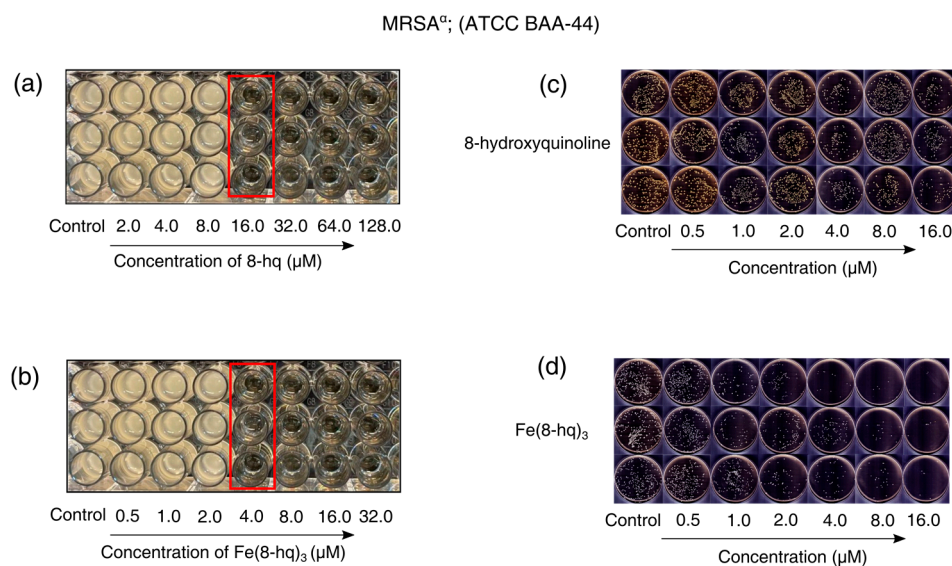 MRSAᵅ; (ATCC BAA-44)
(a)
Control 2.0 4.0 8.0 16.0 32.0 64.0 128.0
Concentration of 8-hq (µM)
(b)
Control 0.5 1.0 2.0 4.0 8.0 16.0 32.0
Concentration of Fe(8-hq)₃ (µM)
(c)
8-hydroxyquinoline
Control 0.5 1.0 2.0 4.0 8.0 16.0
Concentration (µM)
(d)
Fe(8-hq)₃
Control 0.5 1.0 2.0 4.0 8.0 16.0
Concentration (µM)